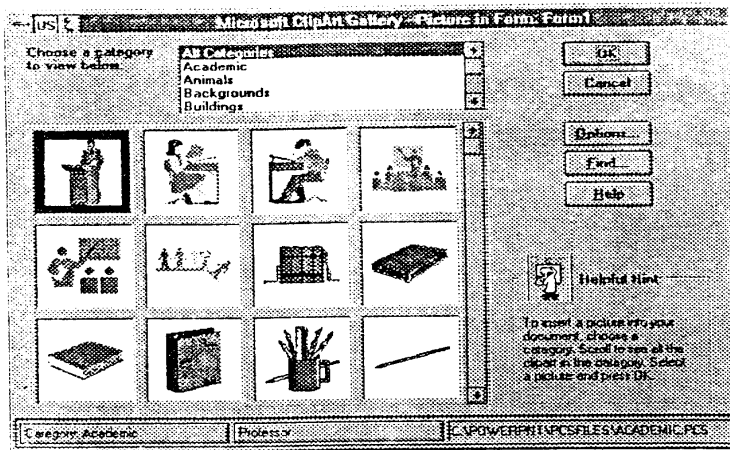 US
Microsoft ClipArt Gallery - Picture in Form: Form1
Choose a category
to view below.
All Categories
Academic
Animals
Backgrounds
Buildings
OK
Cancel
Options...
Find...
Help
Helpful Hint
To insert a picture into your
document, choose a
category. Scroll to see all the
clipart in the category. Select
a picture and press OK.
Category: Academic
Professor
C:\POWERPNT\PCSFILES\ACADEMIC.PCS